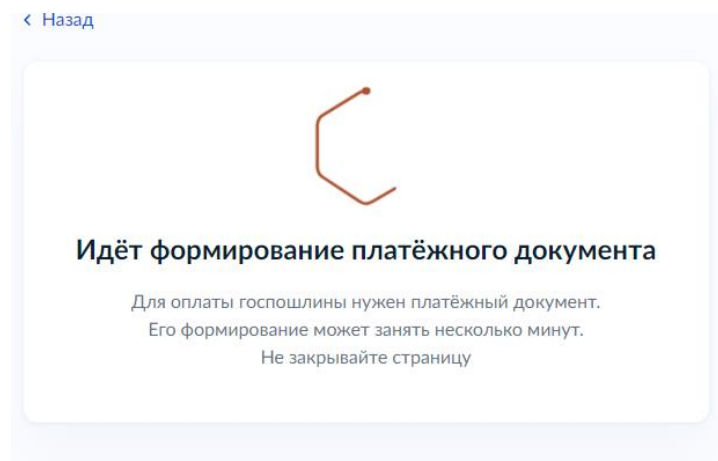 Назад
Идёт формирование платёжного документа
Для оплаты госпошлины нужен платёжный документ.
Его формирование может занять несколько минут.
Не закрывайте страницу